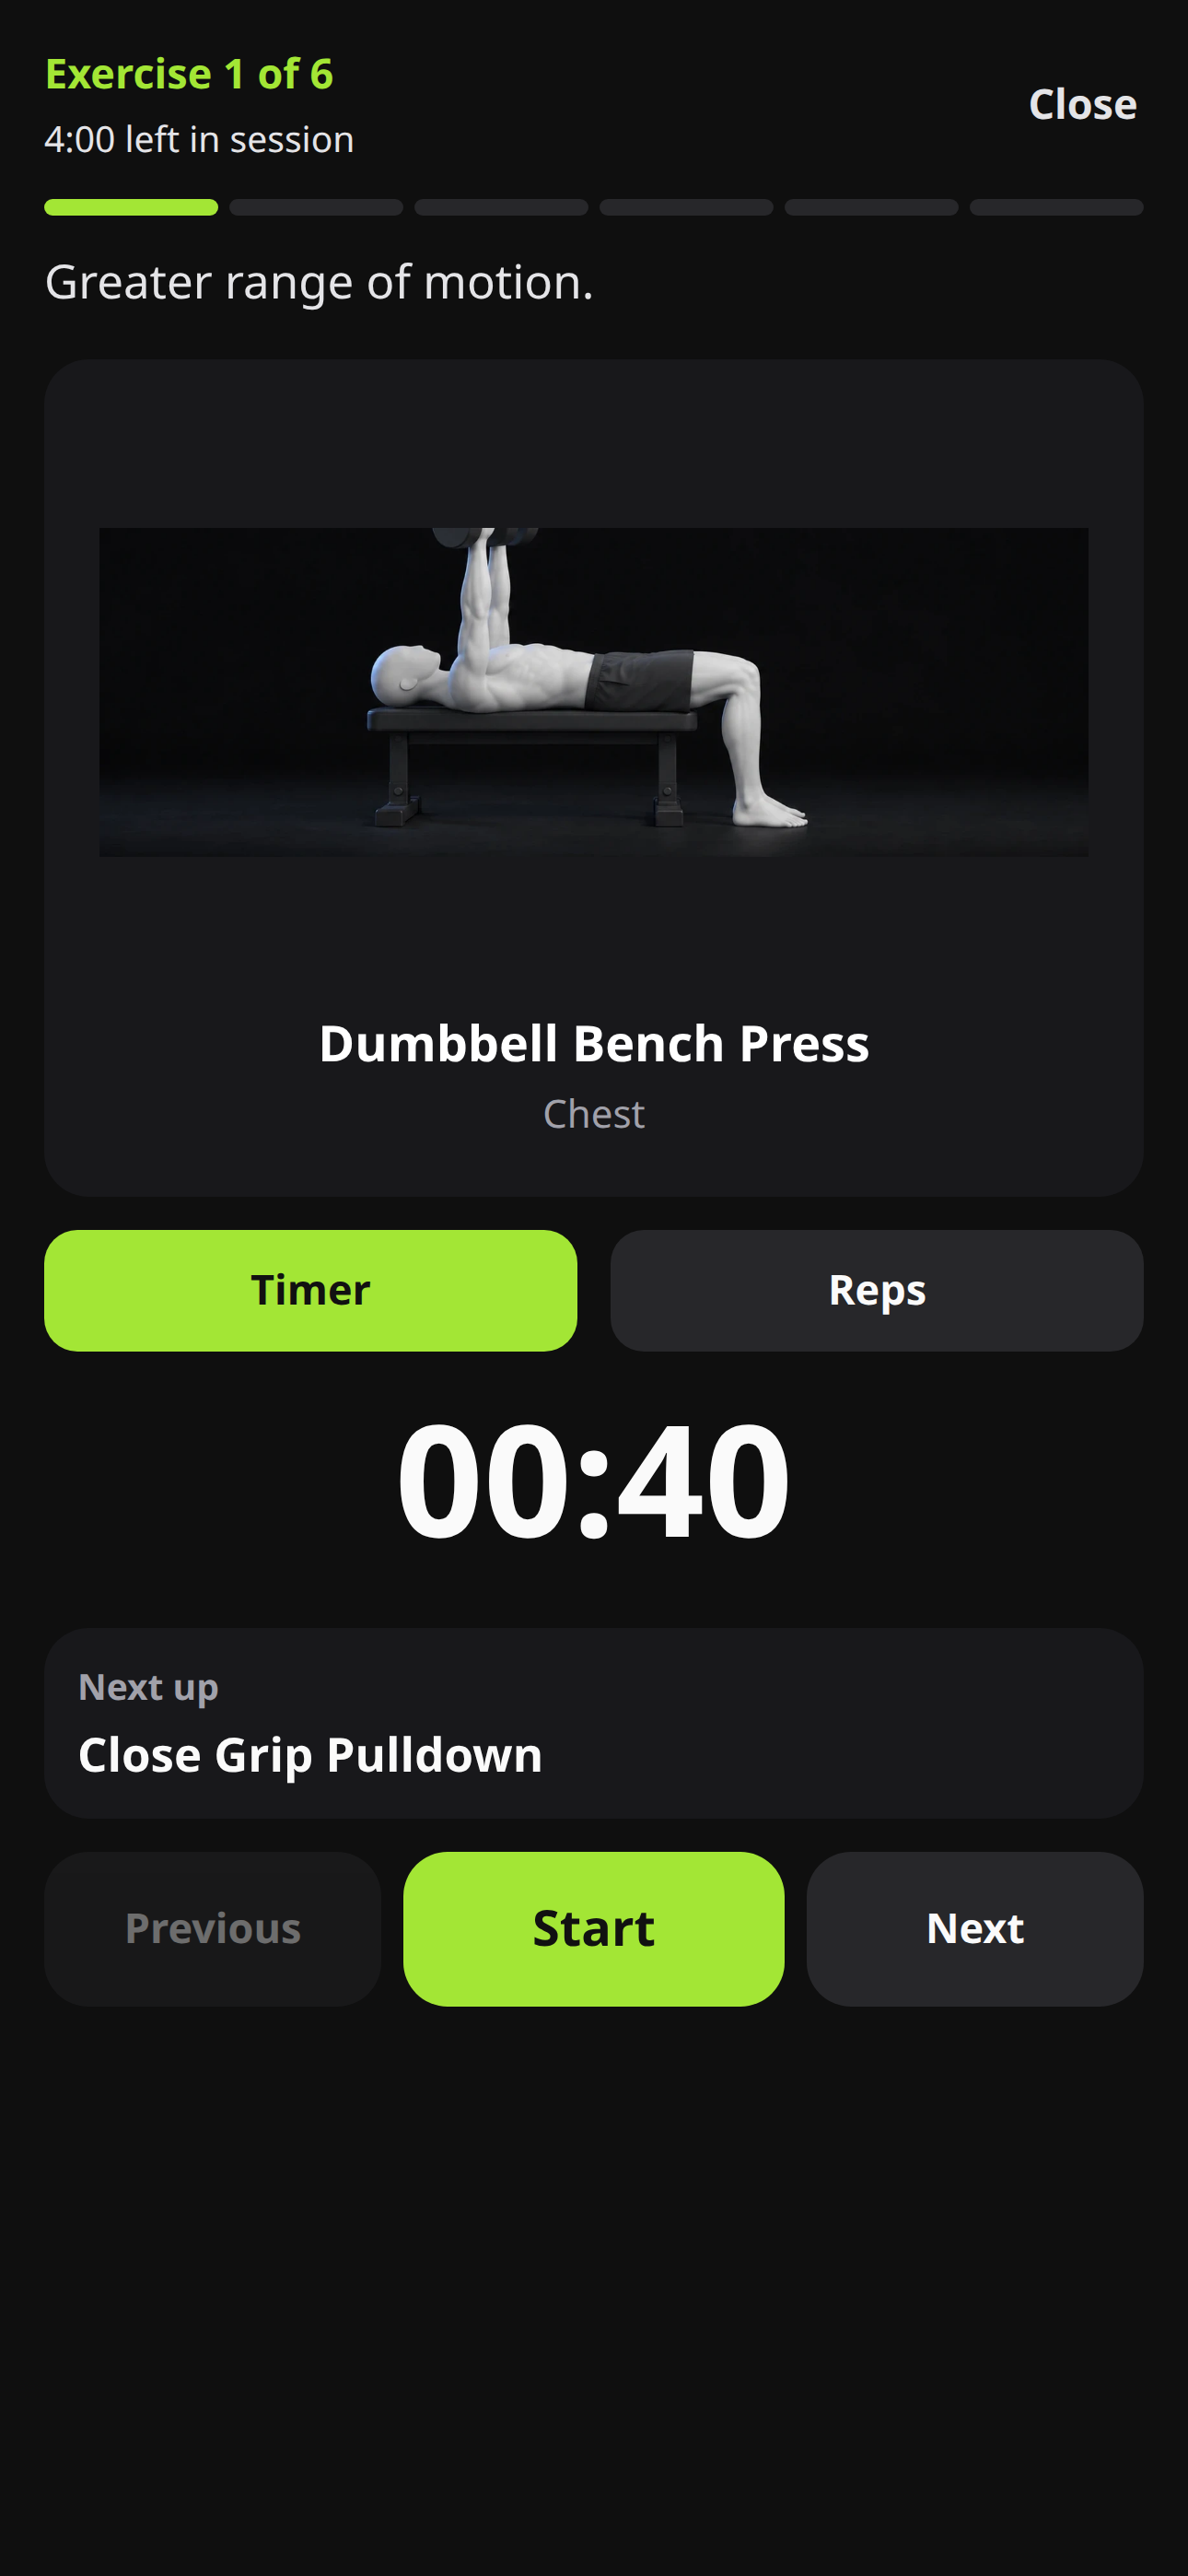 Exercise 1 of 6
4:00 left in session
Close
Greater range of motion.
Dumbbell Bench Press
Chest
Timer
Reps
00:40
Next up
Close Grip Pulldown
Previous
Start
Next